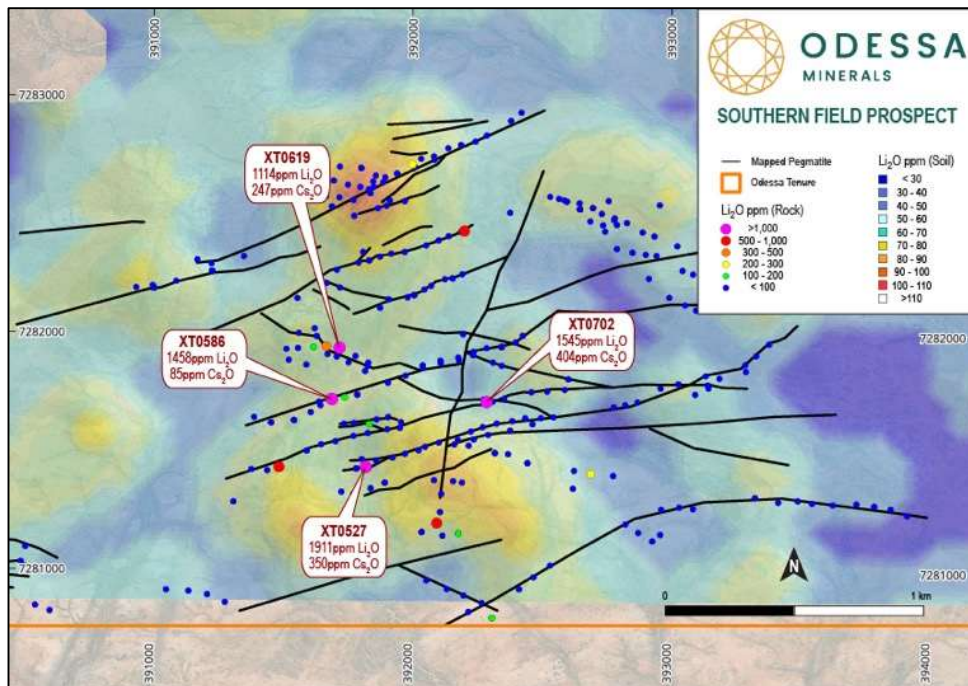 391000
392000
393000
7283000
7282000
7281000
ODESSA
MINERALS
SOUTHERN FIELD PROSPECT
Mapped Pegmatite
Odessa Tenure
Li2O ppm (Rock)
>1,000
500 - 1,000
300 - 500
200 - 300
100 - 200
< 100
Li2O ppm (Soil)
< 30
30 - 40
40 - 50
50 - 60
60 - 70
70 - 80
80 - 90
90 - 100
100 - 110
>110
XT0619
1114ppm Li2O
247ppm Cs2O
XT0586
1458ppm Li2O
85ppm Cs2O
XT0702
1545ppm Li2O
404ppm Cs2O
XT0527
1911ppm Li2O
350ppm Cs2O
7282000
7281000
N
0
1 km
391000
392000
393000
394000